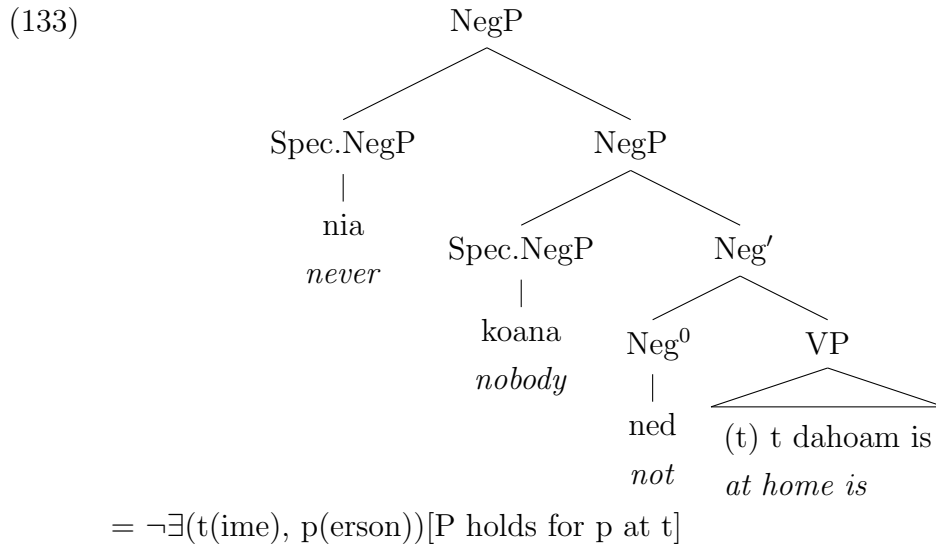 (133) NegP
Spec.NegP NegP
nia Spec.NegP Neg′
never
koana Neg⁰ VP
nobody
ned (t) t dahoam is
not at home is
= ¬∃(t(ime), p(erson))[P holds for p at t]